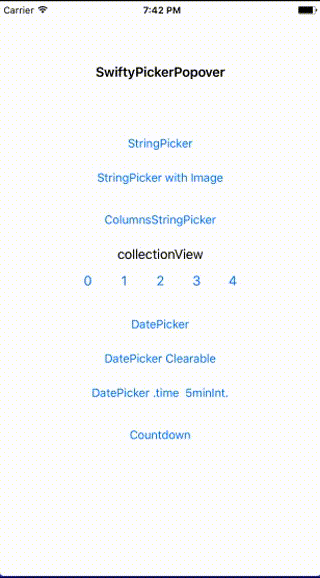 Carrier 7:42 PM
SwiftyPickerPopover
StringPicker
StringPicker with Image
ColumnsStringPicker
collectionView
0 1 2 3 4
DatePicker
DatePicker Clearable
DatePicker .time 5minInt.
Countdown